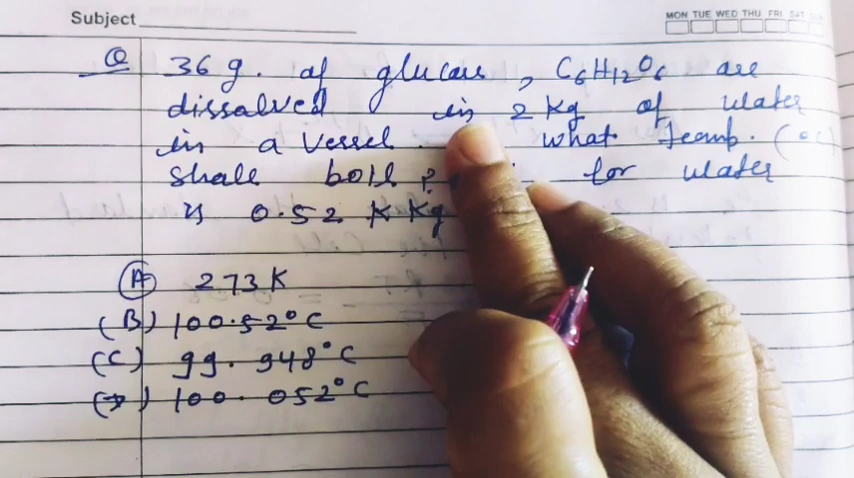 Subject
MON TUE WED THU FRI SAT
Q 36 g. of glucose, C6H12O6 are
dissolved in 2 kg of water
in a vessel. what temp. (°C)
shall boil ? for water
is 0.52 K Kg
(A) 273K
(B) 100.52°C
(C) 99.948°C
100.052°C